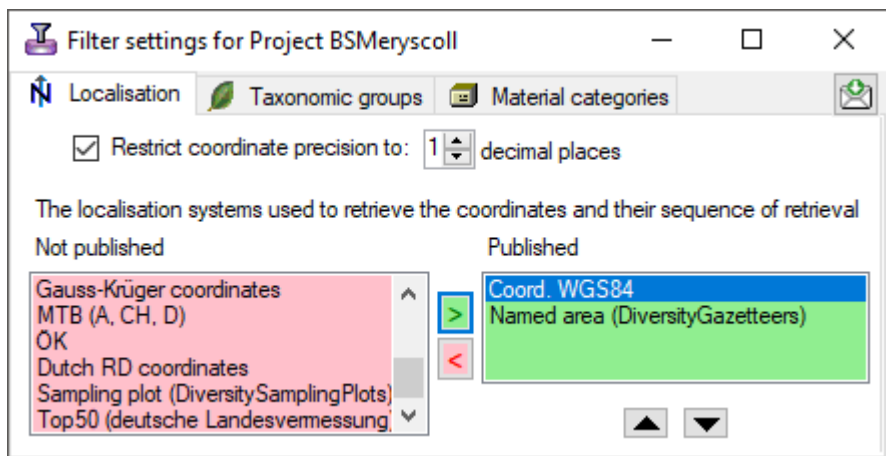 Filter settings for Project BSMeryscoll
Localisation Taxonomic groups Material categories
Restrict coordinate precision to: 1 decimal places
The localisation systems used to retrieve the coordinates and their sequence of retrieval
Not published Published
Gauss-Krüger coordinates
MTB (A, CH, D)
ÖK
Dutch RD coordinates
Sampling plot (DiversitySamplingPlots)
Top50 (deutsche Landesvermessung)
>
<
Coord. WGS84
Named area (DiversityGazetteers)